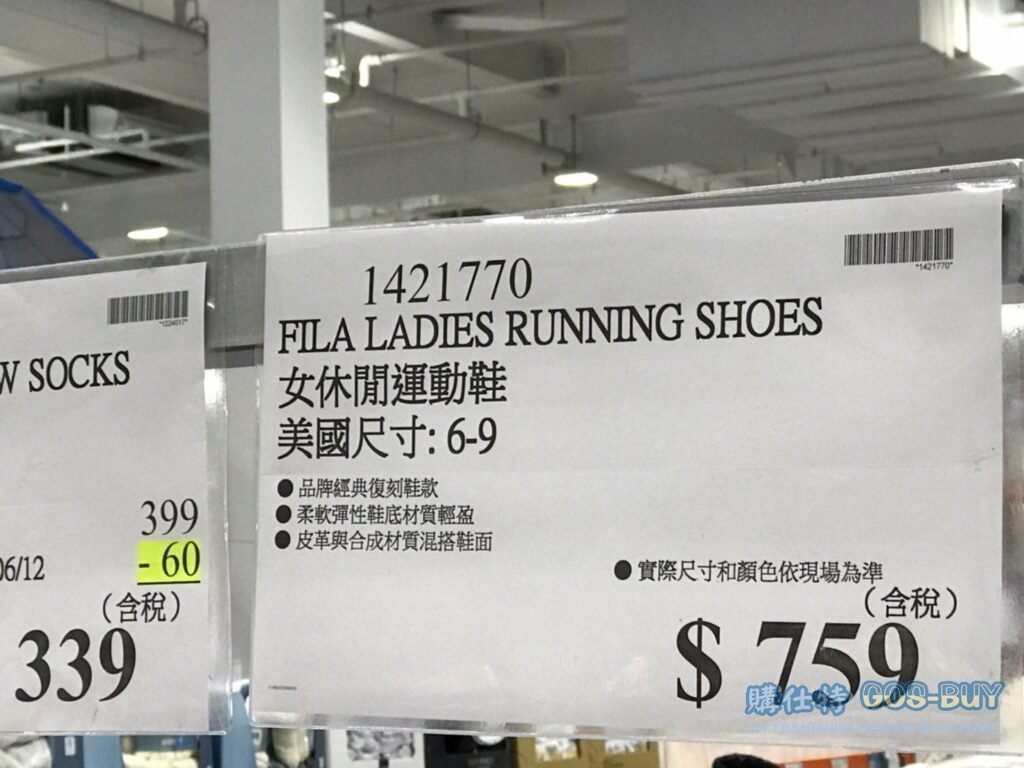 *1224017*
W SOCKS
399
06/12
- 60
(含稅)
339
*1421770*
1421770
FILA LADIES RUNNING SHOES
女休閒運動鞋
美國尺寸: 6-9
● 品牌經典復刻鞋款
● 柔軟彈性鞋底材質輕盈
● 皮革與合成材質混搭鞋面
● 實際尺寸和顏色依現場為準
(含稅)
$ 759
購仕特 GOS-BUY